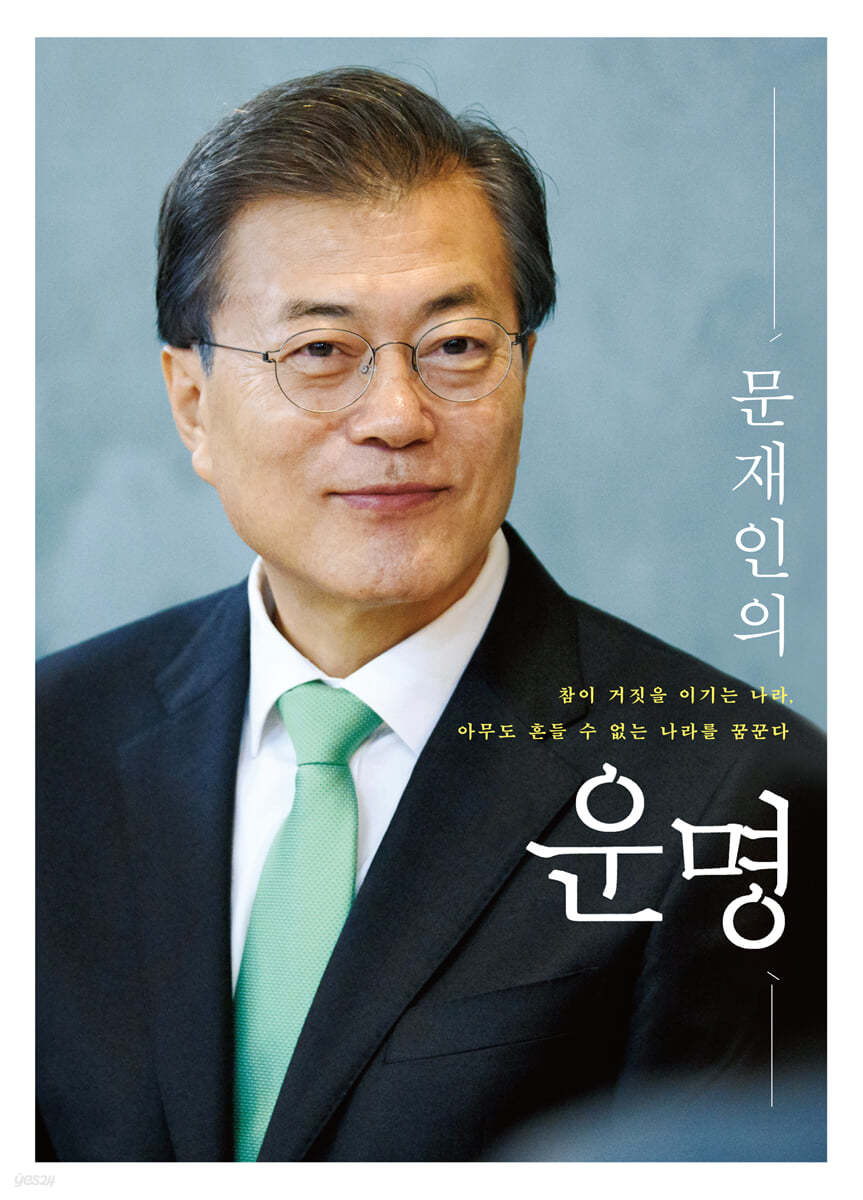 문재인의
참이 거짓을 이기는 나라,
아무도 흔들 수 없는 나라를 꿈꾼다
운명
yes24